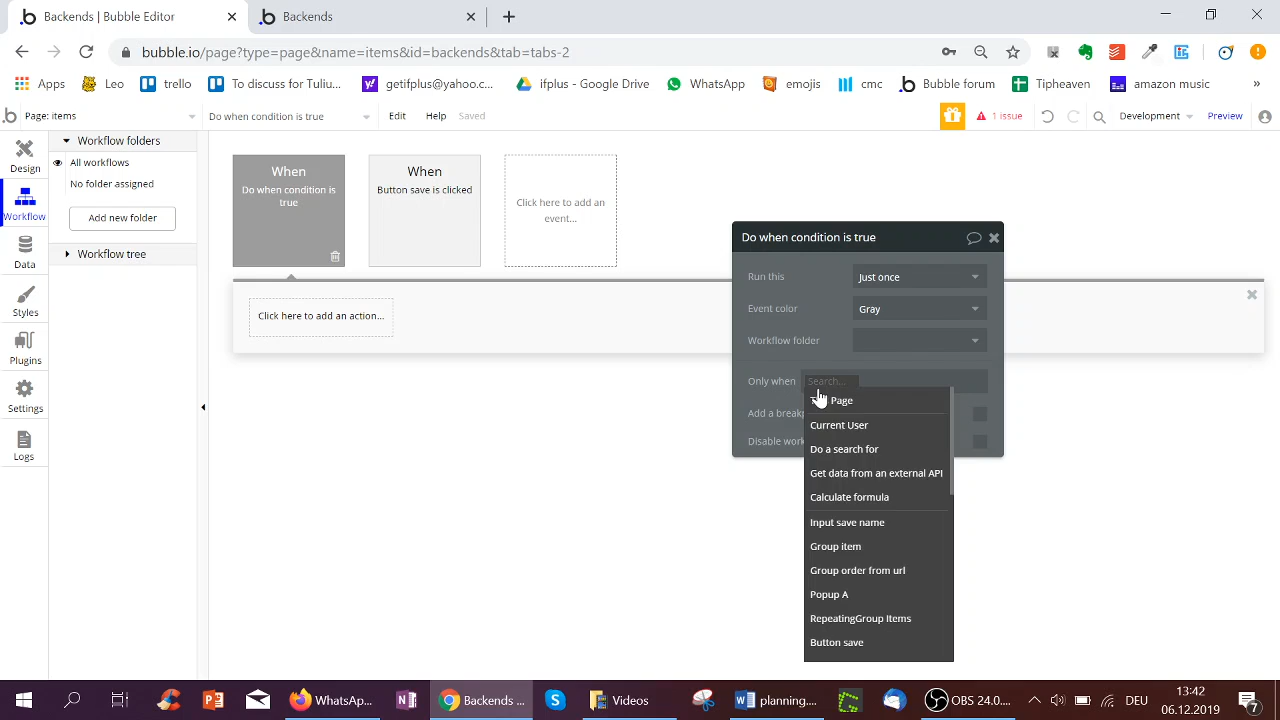 Backends | Bubble Editor
Backends
bubble.io/page?type=page&name=items&id=backends&tab=tabs-2
Apps
Leo
trello
To discuss for Tuliu...
getifplus@yahoo.c...
ifplus - Google Drive
WhatsApp
emojis
cmc
Bubble forum
Tipheaven
amazon music
»
Page: items
Do when condition is true
Edit
Help
Saved
1 issue
Development
Preview
Design
Workflow
Data
Styles
Plugins
Settings
Logs
Workflow folders
All workflows
No folder assigned
Add new folder
Workflow tree
When
Do when condition is
true
When
Button save is clicked
Click here to add an
event...
Click here to add an action...
Do when condition is true
Run this
Just once
Event color
Gray
Workflow folder
Only when
Search...
Add a breakp
Disable work
Page
Current User
Do a search for
Get data from an external API
Calculate formula
Input save name
Group item
Group order from url
Popup A
RepeatingGroup Items
Button save
WhatsApp...
Backends ...
Videos
planning....
OBS 24.0....
DEU
13:42
06.12.2019
7